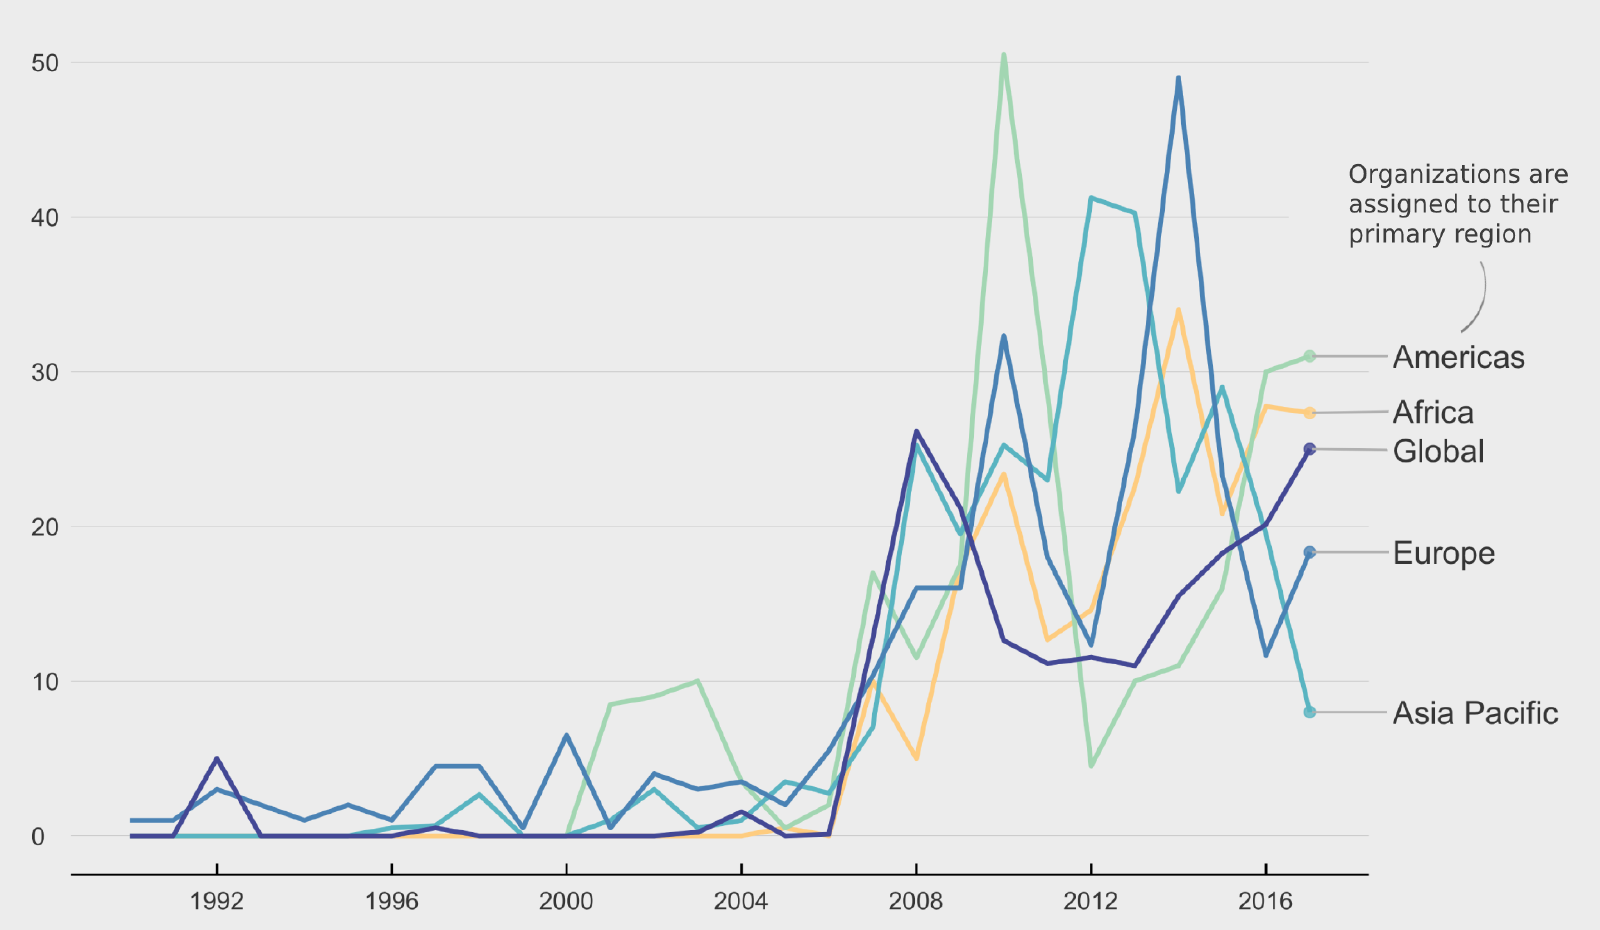 50
40
30
20
10
0
Organizations are
assigned to their
primary region
Americas
Africa
Global
Europe
Asia Pacific
1992 1996 2000 2004 2008 2012 2016